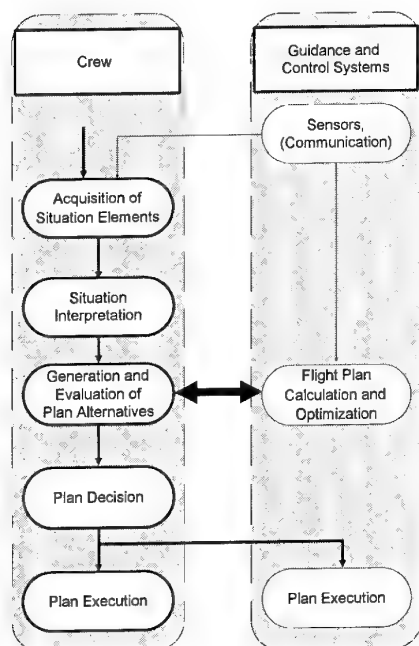 Crew
Guidance and
Control Systems
Sensors,
(Communication)
Acquisition of
Situation Elements
Situation
Interpretation
Generation and
Evaluation of
Plan Alternatives
Flight Plan
Calculation and
Optimization
Plan Decision
Plan Execution
Plan Execution